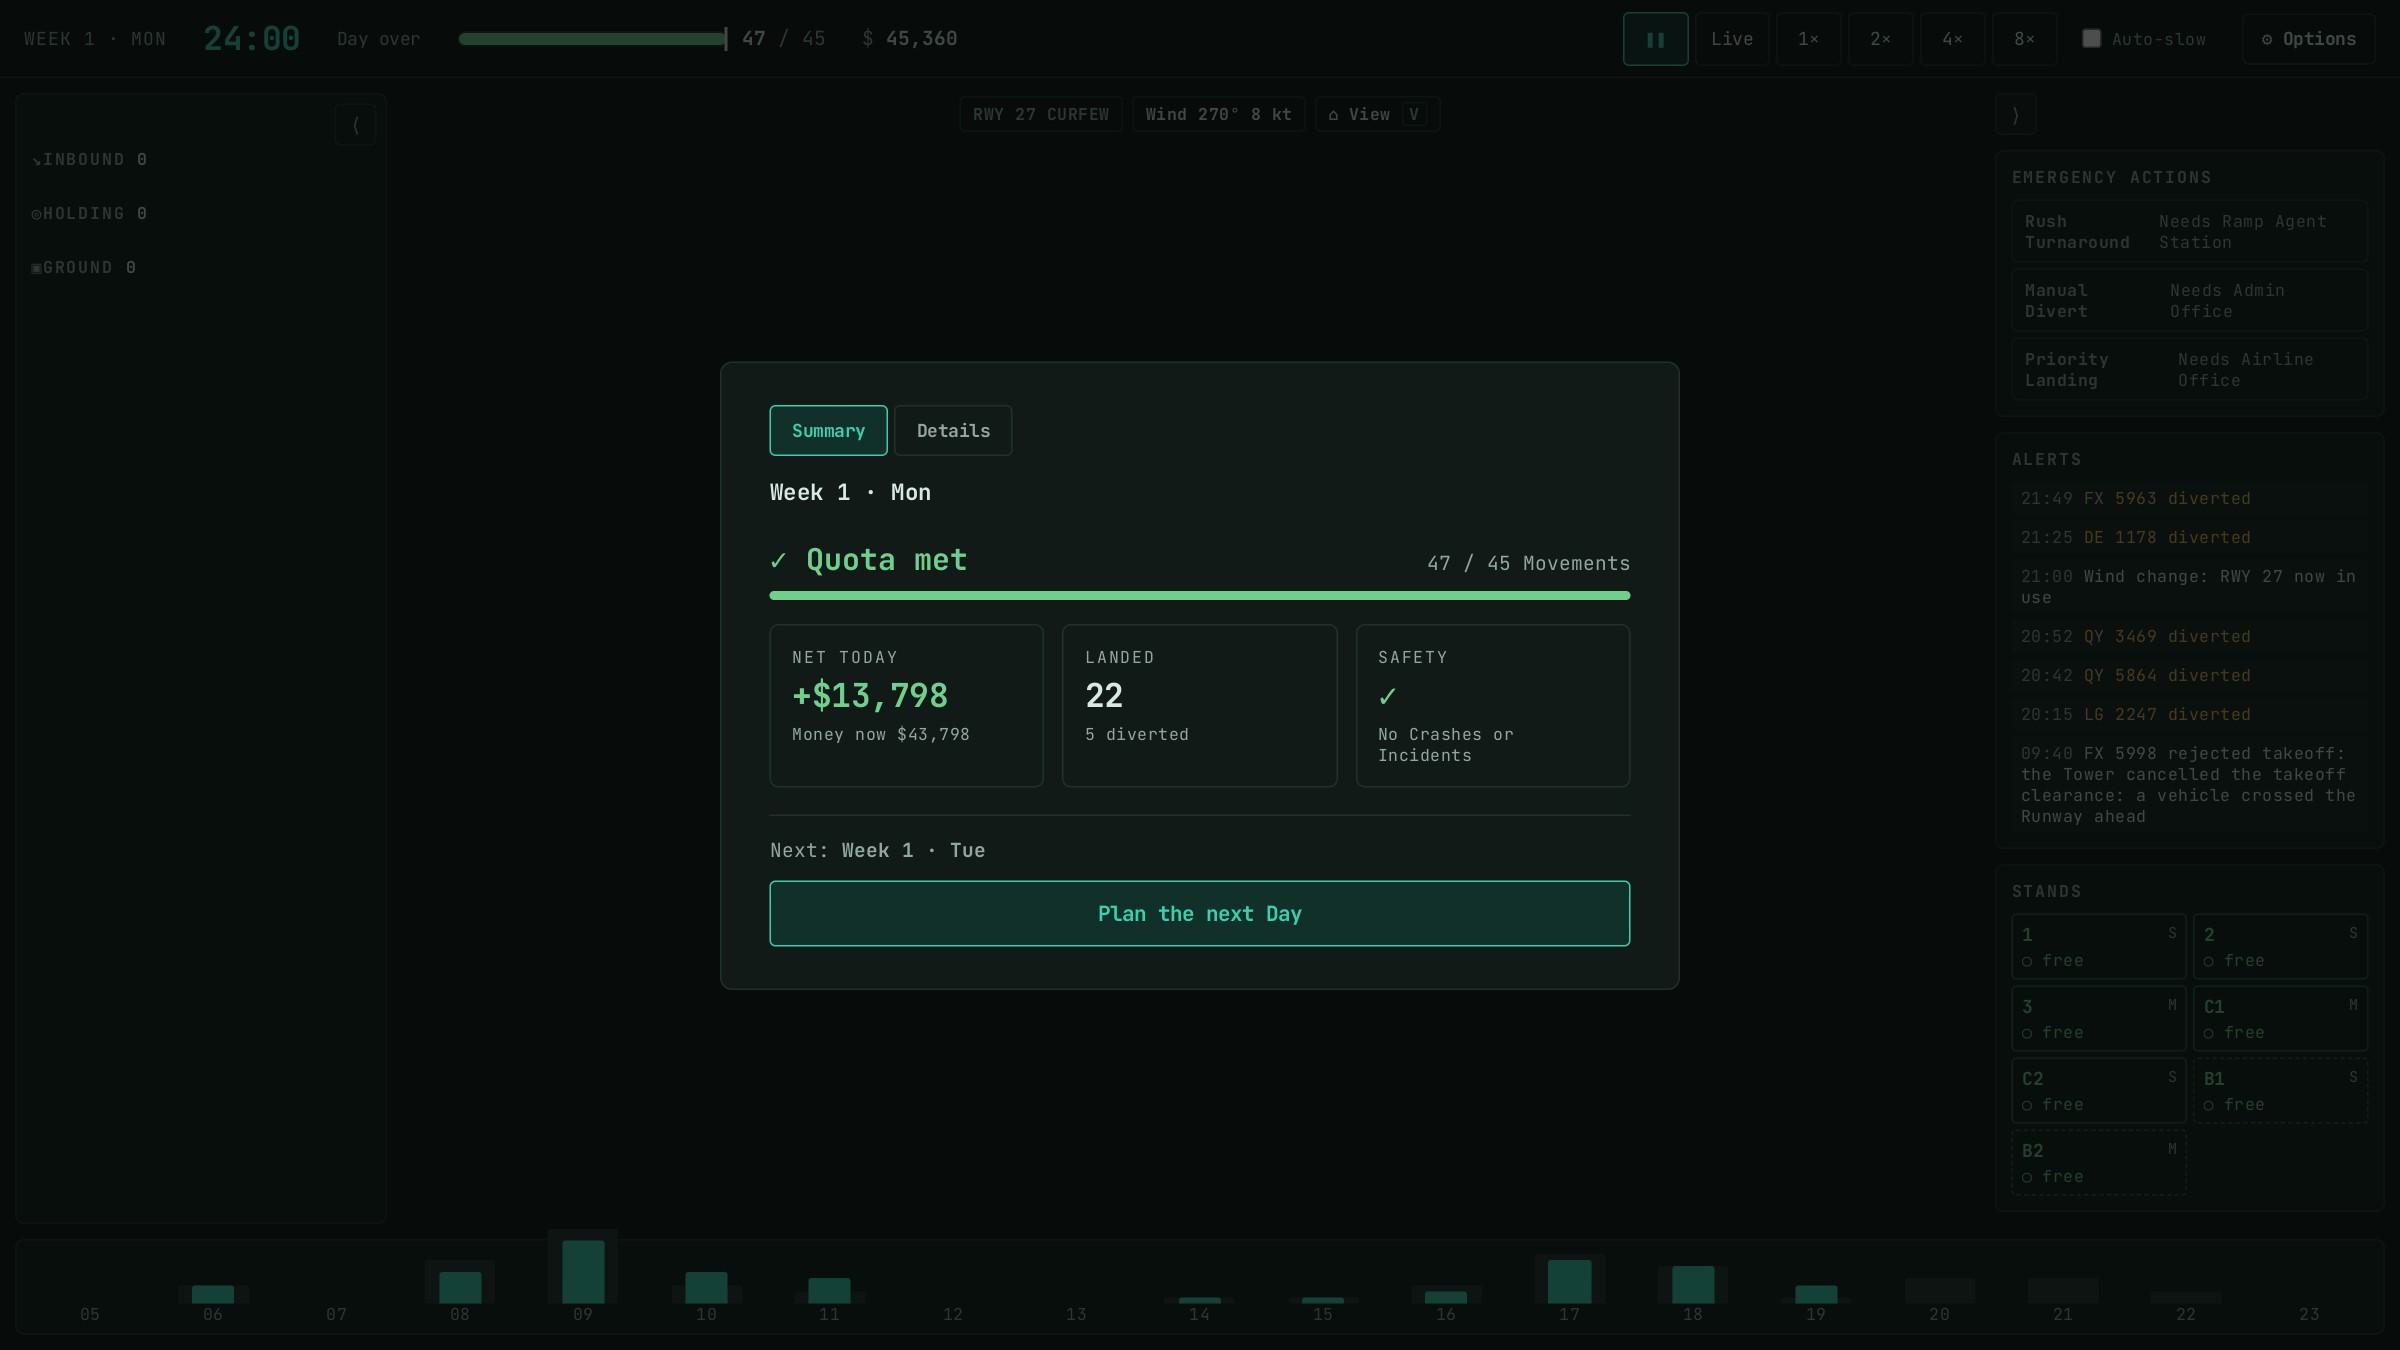 WEEK 1 · MON 24:00 Day over 47 / 45 $ 45,360 ❚❚ Live 1× 2× 4× 8× Auto-slow ⚙ Options
RWY 27 CURFEW Wind 270° 8 kt ⌂ View V
⟨
↘INBOUND 0
◎HOLDING 0
▣GROUND 0
Summary Details
Week 1 · Mon
✓ Quota met 47 / 45 Movements
NET TODAY
+$13,798
Money now $43,798
LANDED
22
5 diverted
SAFETY
✓
No Crashes or
Incidents
Next: Week 1 · Tue
Plan the next Day
⟩
EMERGENCY ACTIONS
Rush Needs Ramp Agent
Turnaround Station
Manual Needs Admin
Divert Office
Priority Needs Airline
Landing Office
ALERTS
21:49 FX 5963 diverted
21:25 DE 1178 diverted
21:00 Wind change: RWY 27 now in
use
20:52 QY 3469 diverted
20:42 QY 5864 diverted
20:15 LG 2247 diverted
09:40 FX 5998 rejected takeoff:
the Tower cancelled the takeoff
clearance: a vehicle crossed the
Runway ahead
STANDS
1 S 2 S
○ free ○ free
3 M C1 M
○ free ○ free
C2 S B1 S
○ free ○ free
B2 M
○ free
05 06 07 08 09 10 11 12 13 14 15 16 17 18 19 20 21 22 23